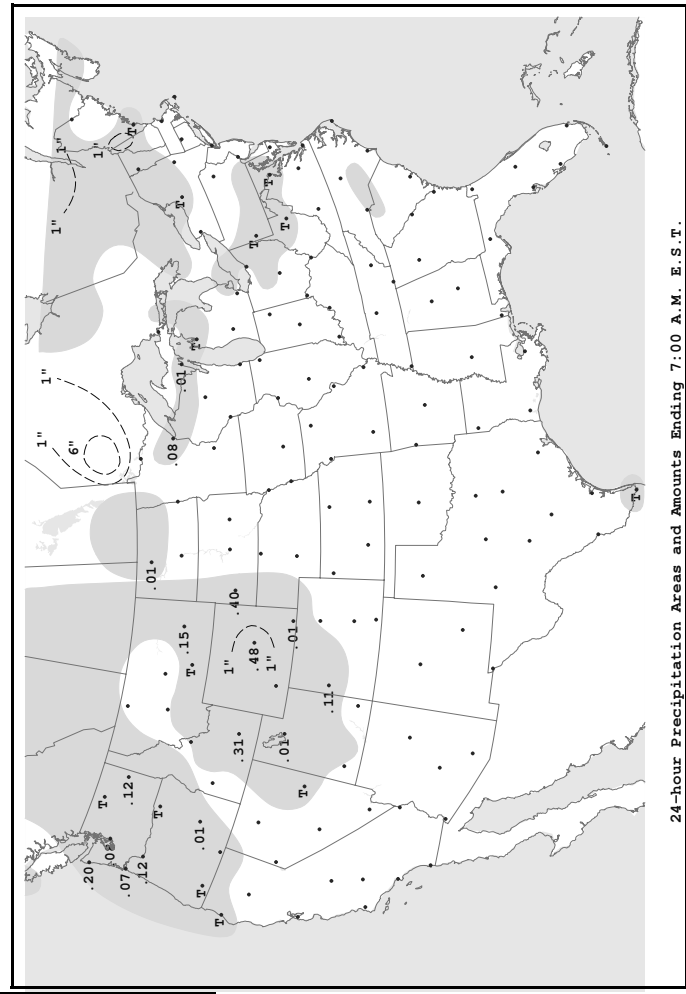 1"
1"
1"
1"
6"
.20
1"
T
.07
.12
T
.12
.01
T
.08
.01
T
.15
T
T
.01
T
T
1"
.40
.31
.48
T
T
1"
.01
T
.01
T
.11
T
24-hour Precipitation Areas and Amounts Ending 7:00 A.M. E.S.T.